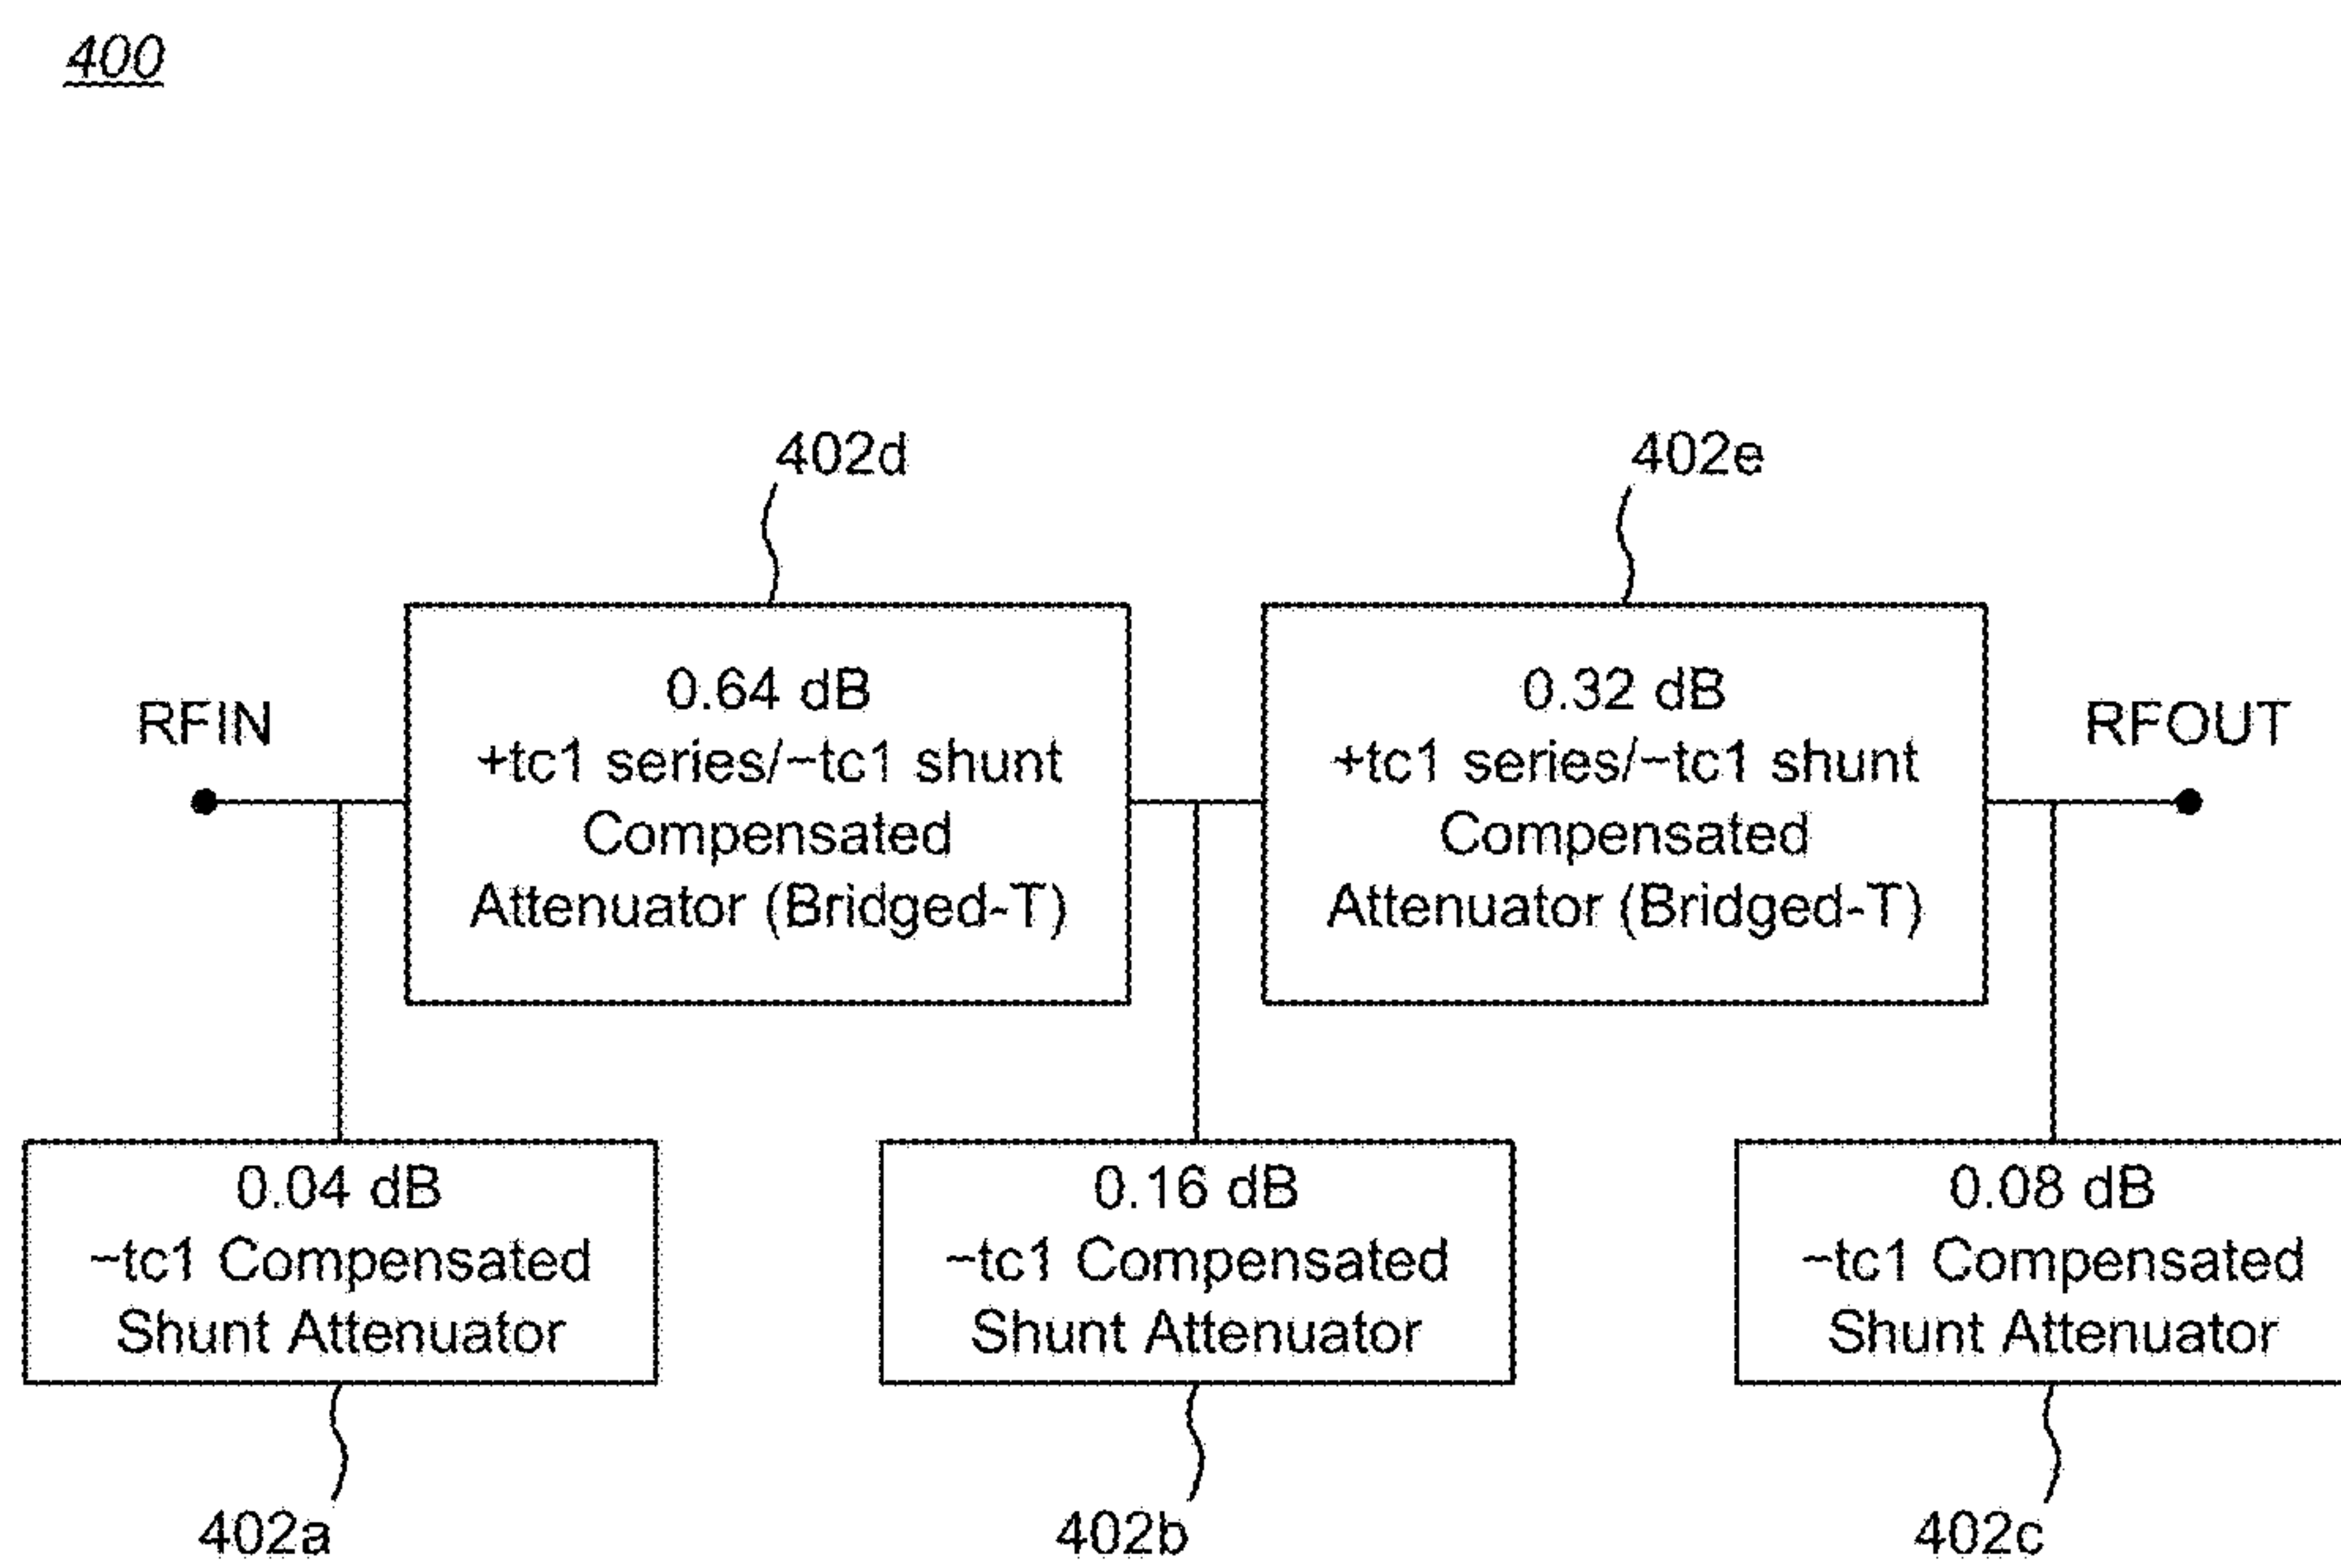 400
402d
402e
RFIN
0.64 dB
+tc1 series/−tc1 shunt
Compensated
Attenuator (Bridged-T)
0.32 dB
+tc1 series/−tc1 shunt
Compensated
Attenuator (Bridged-T)
RFOUT
0.04 dB
−tc1 Compensated
Shunt Attenuator
0.16 dB
−tc1 Compensated
Shunt Attenuator
0.08 dB
−tc1 Compensated
Shunt Attenuator
402a
402b
402c